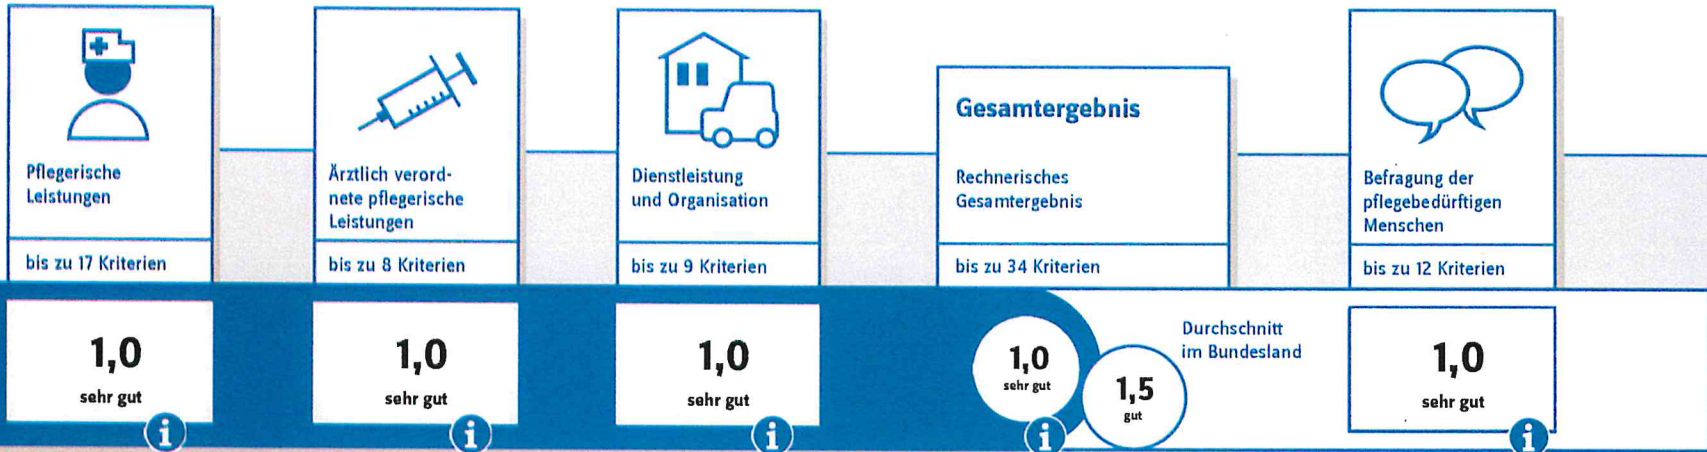 Pflegerische
Leistungen
bis zu 17 Kriterien
1,0
sehr gut
i
Ärztlich verord-
nete pflegerische
Leistungen
bis zu 8 Kriterien
1,0
sehr gut
i
Dienstleistung
und Organisation
bis zu 9 Kriterien
1,0
sehr gut
i
Gesamtergebnis
Rechnerisches
Gesamtergebnis
bis zu 34 Kriterien
1,0
sehr gut
i
Durchschnitt
im Bundesland
1,5
gut
Befragung der
pflegebedürftigen
Menschen
bis zu 12 Kriterien
1,0
sehr gut
i